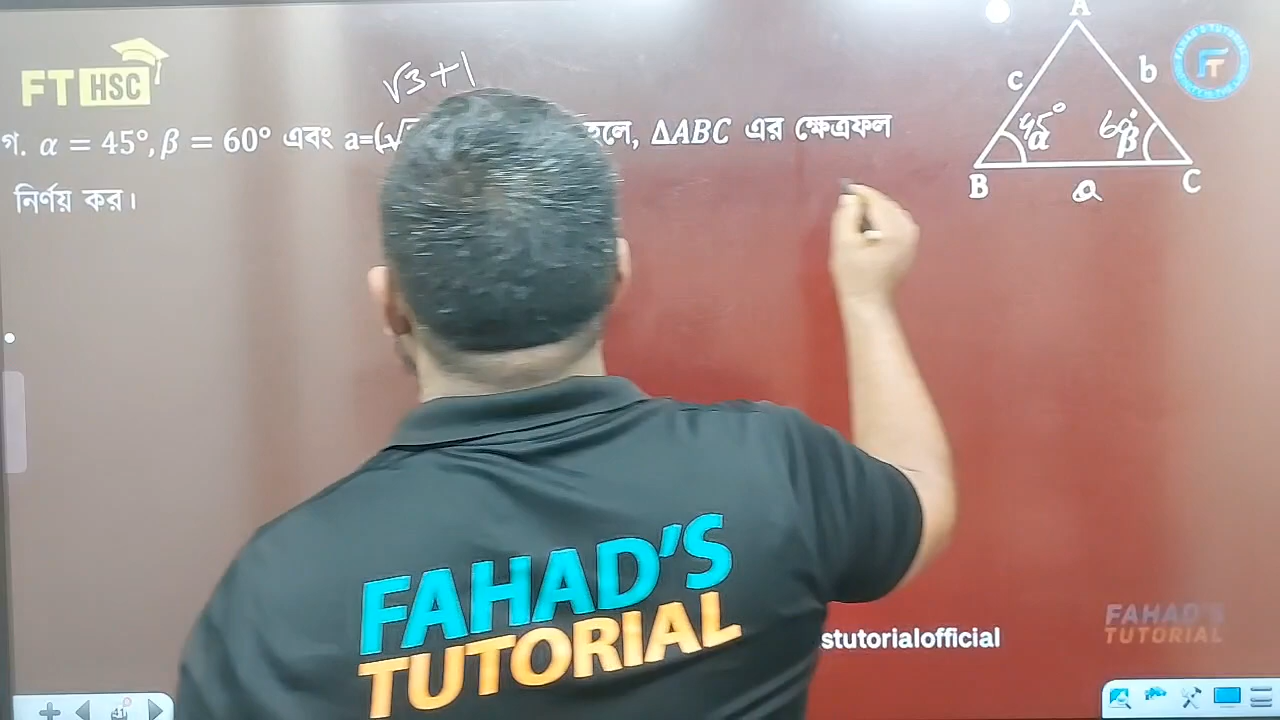 FT HSC
√3+1
গ. α = 45°, β = 60° এবং a=(√ হলে, ΔABC এর ক্ষেত্রফল
নির্ণয় কর।
A
c
b
45°
α
60°
β
B
a
C
FAHAD'S
TUTORIAL
stutorialofficial
FAHAD'S
TUTORIAL
41